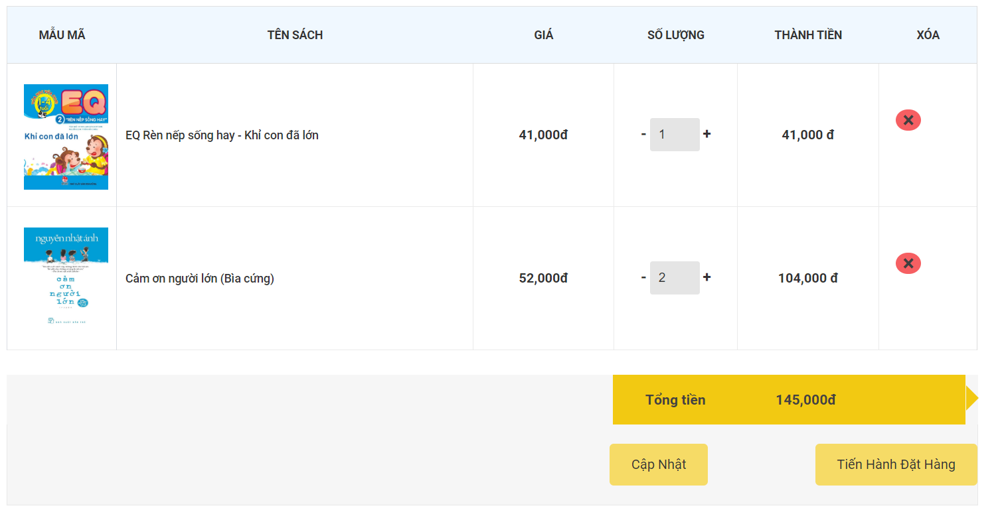 MẪU MÃ TÊN SÁCH GIÁ SỐ LƯỢNG THÀNH TIỀN XÓA
1-4
tuổi
EQ
2 "RÈN NẾP SỐNG HAY"
Khỉ con đã lớn
EQ Rèn nếp sống hay - Khỉ con đã lớn 41,000đ - 1 + 41,000 đ
nguyễn nhật ánh
cảm
ơn
người
lớn
Cảm ơn người lớn (Bìa cứng) 52,000đ - 2 + 104,000 đ
Tổng tiền 145,000đ
Cập Nhật Tiến Hành Đặt Hàng